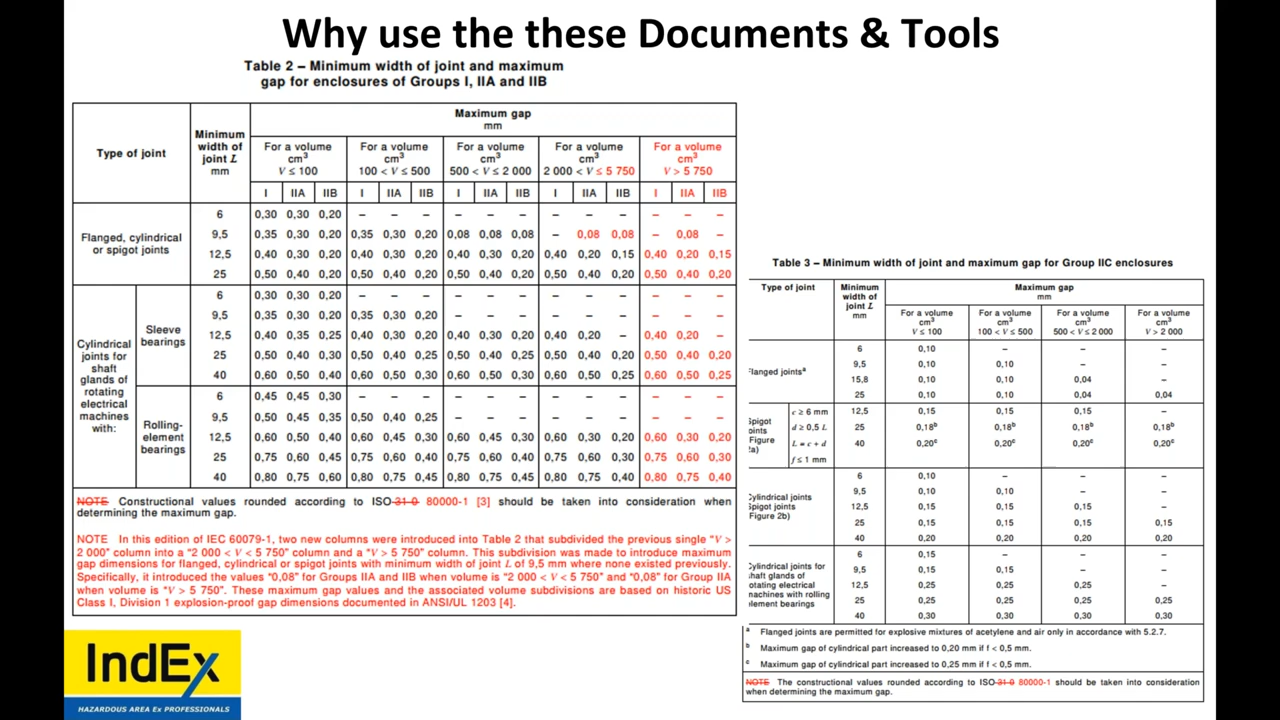 Why use the these Documents & Tools
Table 2 – Minimum width of joint and maximum
gap for enclosures of Groups I, IIA and IIB
Type of joint
Minimum
width of
joint L
mm
Maximum gap
mm
For a volume
cm³
V ≤ 100
For a volume
cm³
100 < V ≤ 500
For a volume
cm³
500 < V ≤ 2 000
For a volume
cm³
2 000 < V ≤ 5 750
For a volume
cm³
V > 5 750
I IIA IIB I IIA IIB I IIA IIB I IIA IIB I IIA IIB
Flanged, cylindrical
or spigot joints
6 0,30 0,30 0,20 – – – – – – – – – – – –
9,5 0,35 0,30 0,20 0,35 0,30 0,20 0,08 0,08 0,08 – 0,08 0,08 – 0,08 –
12,5 0,40 0,30 0,20 0,40 0,30 0,20 0,40 0,30 0,20 0,40 0,20 0,15 0,40 0,20 0,15
25 0,50 0,40 0,20 0,50 0,40 0,20 0,50 0,40 0,20 0,50 0,40 0,20 0,50 0,40 0,20
Cylindrical
joints for
shaft
glands of
rotating
electrical
machines
with:
Sleeve
bearings
6 0,30 0,30 0,20 – – – – – – – – – – – –
9,5 0,35 0,30 0,20 0,35 0,30 0,20 – – – – – – – – –
12,5 0,40 0,35 0,25 0,40 0,30 0,20 0,40 0,30 0,20 0,40 0,20 – 0,40 0,20 –
25 0,50 0,40 0,30 0,50 0,40 0,25 0,50 0,40 0,25 0,50 0,40 0,20 0,50 0,40 0,20
40 0,60 0,50 0,40 0,60 0,50 0,30 0,60 0,50 0,30 0,60 0,50 0,25 0,60 0,50 0,25
Rolling-
element
bearings
6 0,45 0,45 0,30 – – – – – – – – – – – –
9,5 0,50 0,45 0,35 0,50 0,40 0,25 – – – – – – – – –
12,5 0,60 0,50 0,40 0,60 0,45 0,30 0,60 0,45 0,30 0,60 0,30 0,20 0,60 0,30 0,20
25 0,75 0,60 0,45 0,75 0,60 0,40 0,75 0,60 0,40 0,75 0,60 0,30 0,75 0,60 0,30
40 0,80 0,75 0,60 0,80 0,75 0,45 0,80 0,75 0,45 0,80 0,75 0,40 0,80 0,75 0,40
NOTE Constructional values rounded according to ISO 31-0 80000-1 [3] should be taken into consideration when
determining the maximum gap.
NOTE In this edition of IEC 60079-1, two new columns were introduced into Table 2 that subdivided the previous single “V >
2 000” column into a “2 000 < V < 5 750” column and a “V > 5 750” column. This subdivision was made to introduce maximum
gap dimensions for flanged, cylindrical or spigot joints with minimum width of joint L of 9,5 mm where none existed previously.
Specifically, it introduced the values “0,08” for Groups IIA and IIB when volume is “2 000 < V < 5 750” and “0,08” for Group IIA
when volume is “V > 5 750”. These maximum gap values and the associated volume subdivisions are based on historic US
Class I, Division 1 explosion-proof gap dimensions documented in ANSI/UL 1203 [4].
Table 3 – Minimum width of joint and maximum gap for Group IIC enclosures
Type of joint
Minimum
width of
joint L
mm
Maximum gap
mm
For a volume
cm³
V ≤ 100
For a volume
cm³
100 < V ≤ 500
For a volume
cm³
500 < V ≤ 2 000
For a volume
cm³
V > 2 000
Flanged jointsᵃ
6 0,10 – – –
9,5 0,10 0,10 – –
15,8 0,10 0,10 0,04 –
25 0,10 0,10 0,04 0,04
Spigot
joints
(Figure
2a)
c ≥ 6 mm
d ≥ 0,5 L
L = c + d
f ≤ 1 mm
12,5 0,15 0,15 0,15 –
25 0,18ᵇ 0,18ᵇ 0,18ᵇ 0,18ᵇ
40 0,20ᶜ 0,20ᶜ 0,20ᶜ 0,20ᶜ
Cylindrical joints
Spigot joints
(Figure 2b)
6 0,10 – – –
9,5 0,10 0,10 – –
12,5 0,15 0,15 0,15 –
25 0,15 0,15 0,15 0,15
40 0,20 0,20 0,20 0,20
Cylindrical joints for
shaft glands of
rotating electrical
machines with rolling
element bearings
6 0,15 – – –
9,5 0,15 0,15 – –
12,5 0,25 0,25 0,25 –
25 0,25 0,25 0,25 0,25
40 0,30 0,30 0,30 0,30
ᵃ Flanged joints are permitted for explosive mixtures of acetylene and air only in accordance with 5.2.7.
ᵇ Maximum gap of cylindrical part increased to 0,20 mm if f < 0,5 mm.
ᶜ Maximum gap of cylindrical part increased to 0,25 mm if f < 0,5 mm.
NOTE The constructional values rounded according to ISO 31-0 80000-1 should be taken into consideration
when determining the maximum gap.
IndEx
HAZARDOUS AREA Ex PROFESSIONALS